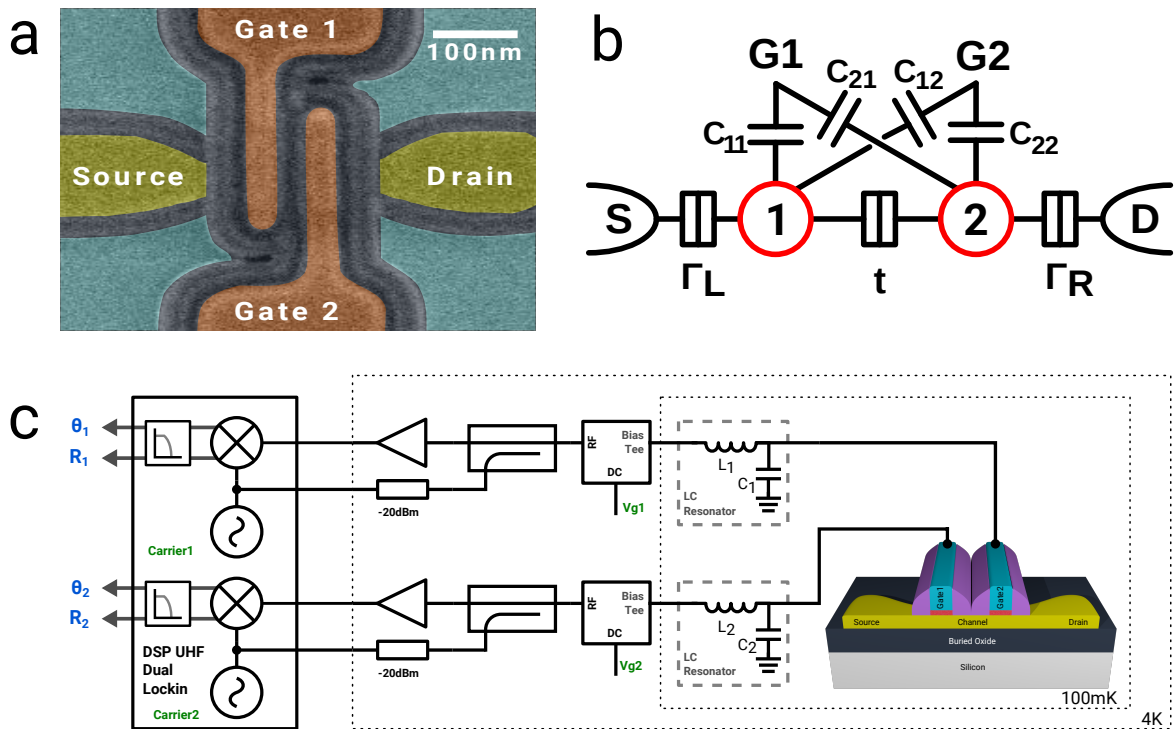 a
Gate 1
100nm
Source
Drain
Gate 2
b
G1
G2
C21
C12
C11
C22
S
1
2
D
ΓL
t
ΓR
c
θ1
R1
Carrier1
-20dBm
RF
Bias
Tee
DC
Vg1
L1
C1
LC
Resonator
θ2
R2
DSP UHF
Dual
Lockin
Carrier2
-20dBm
RF
Bias
Tee
DC
Vg2
L2
C2
LC
Resonator
Gate1
Gate2
Source
Channel
Drain
Buried Oxide
Silicon
100mK
4K